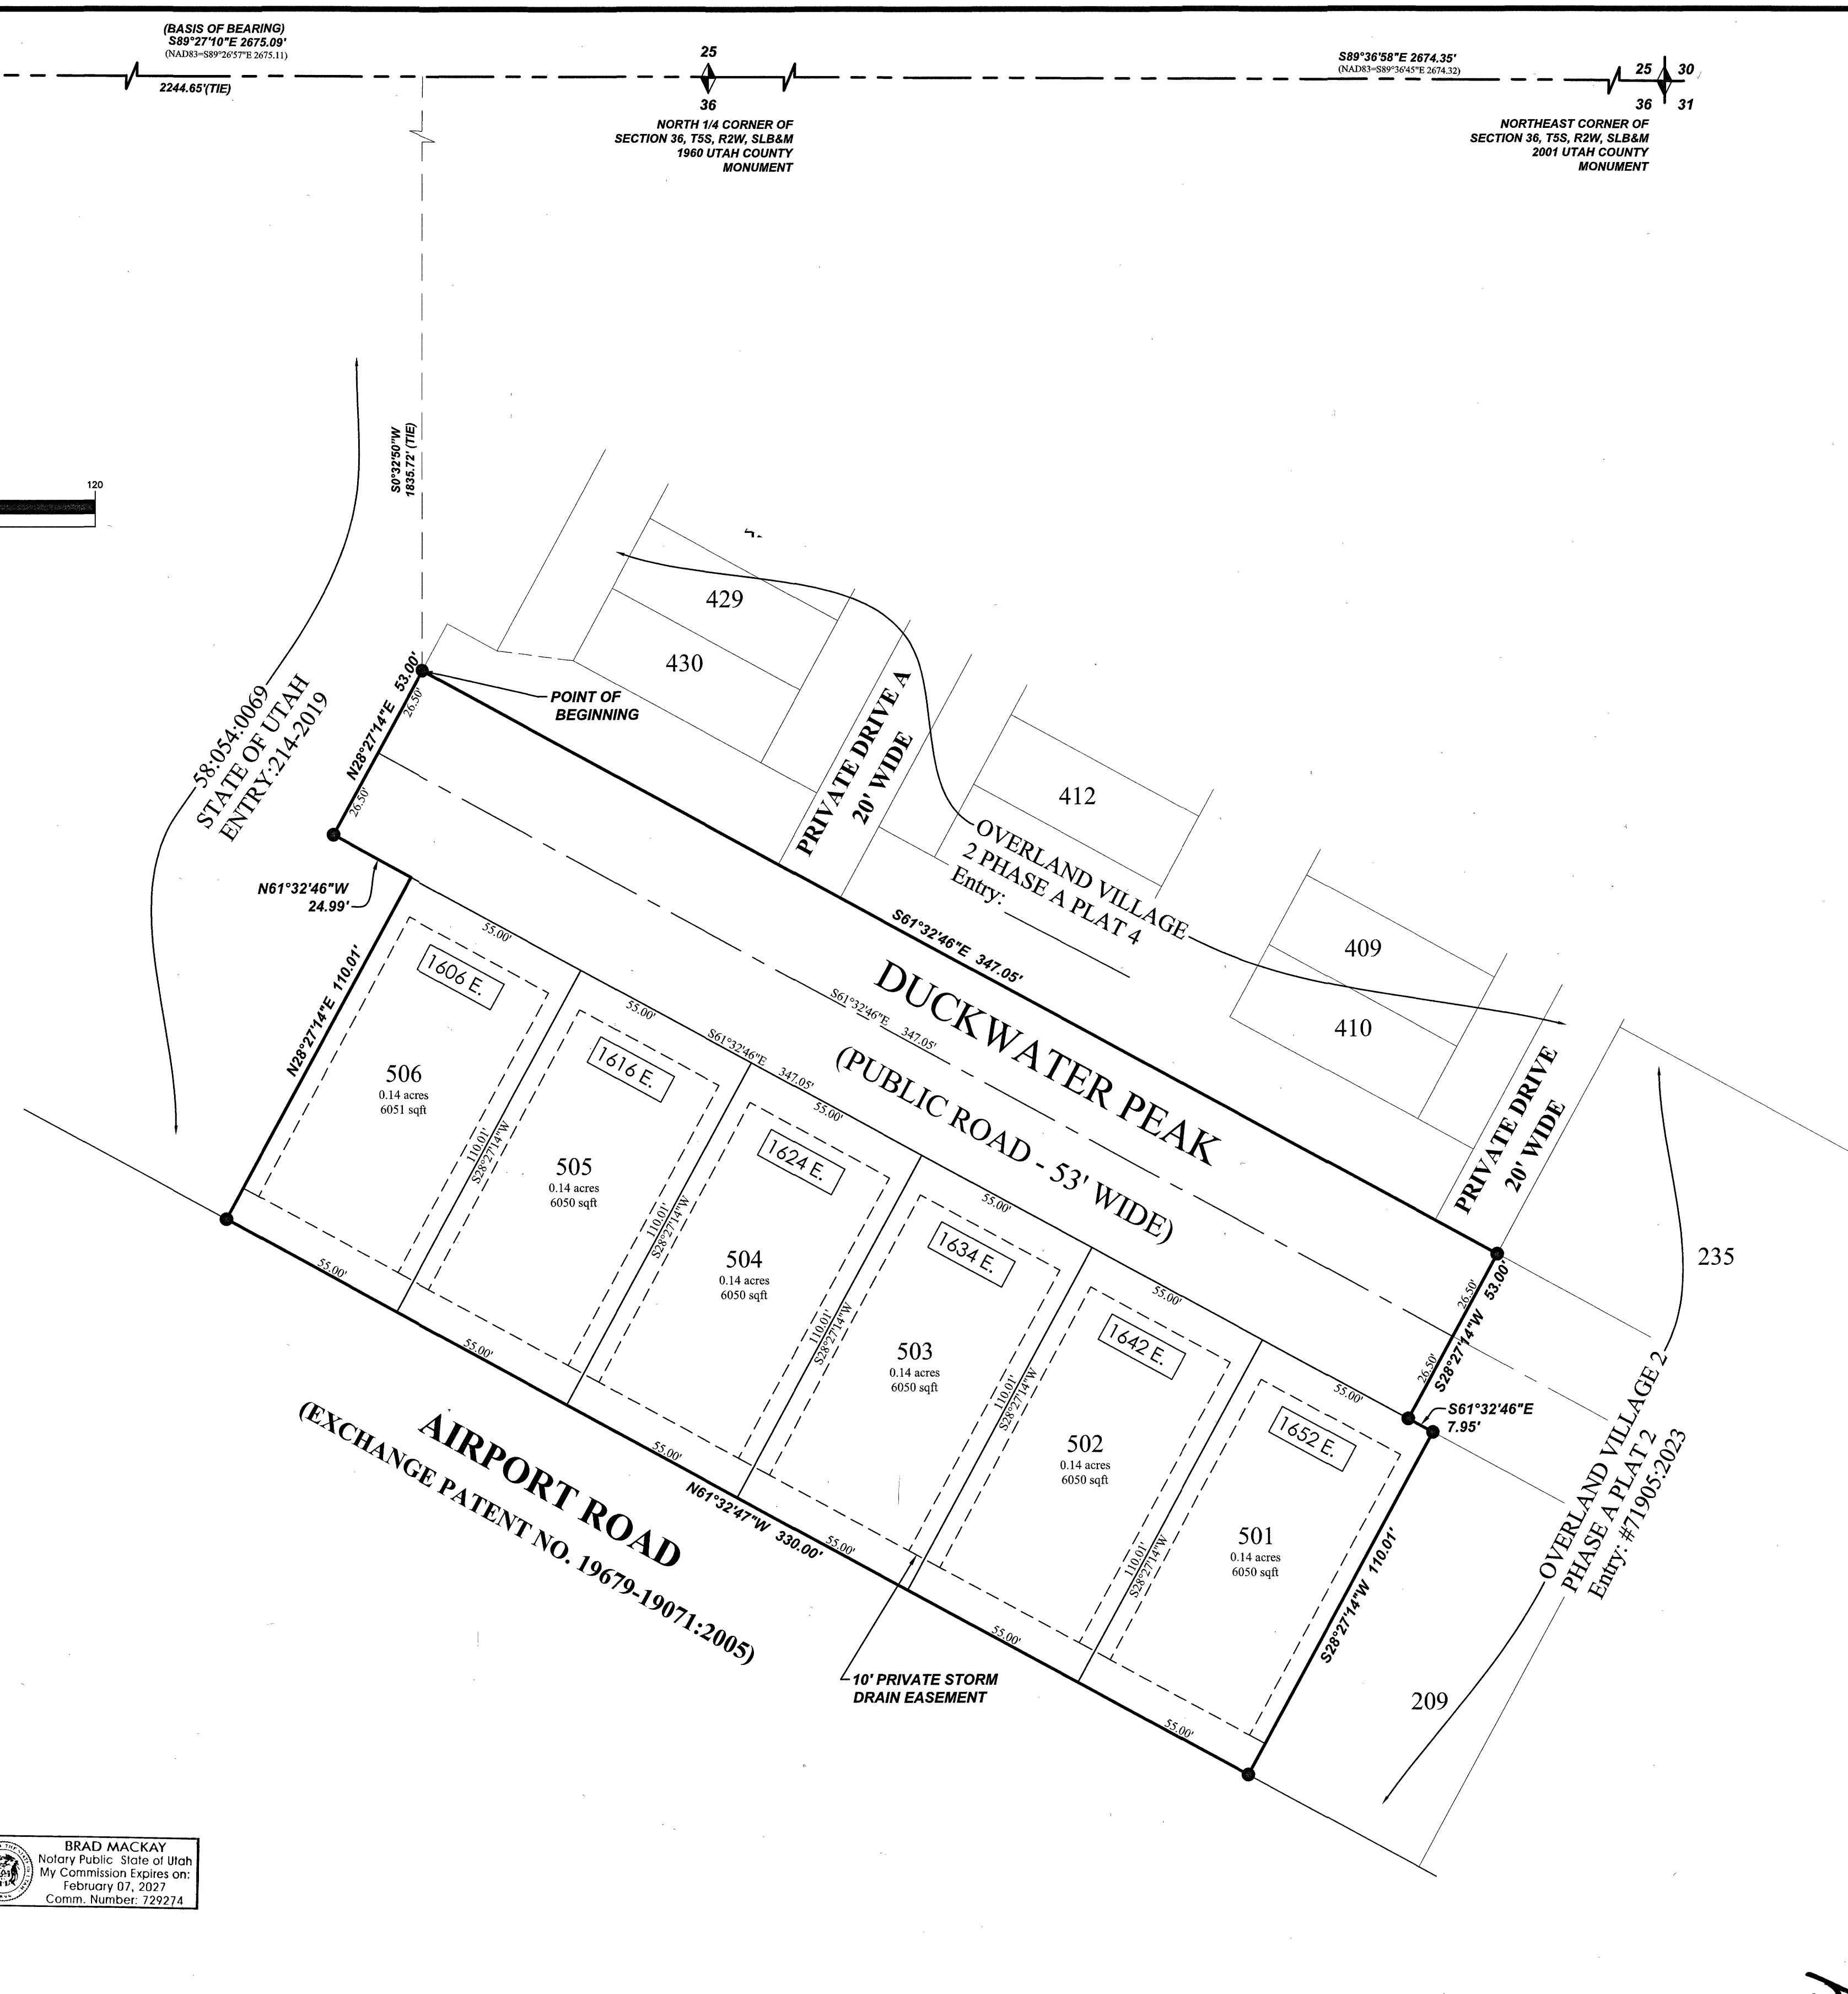 (BASIS OF BEARING)
S89°27'10"E 2675.09'
(NAD83=S89°26'57"E 2675.11)
2244.65'(TIE)
25
36
NORTH 1/4 CORNER OF
SECTION 36, T5S, R2W, SLB&M
1960 UTAH COUNTY
MONUMENT
S89°36'58"E 2674.35'
(NAD83=S89°36'45"E 2674.32)
25 30
36 31
NORTHEAST CORNER OF
SECTION 36, T5S, R2W, SLB&M
2001 UTAH COUNTY
MONUMENT
S0°32'50"W
1835.72' (TIE)
120
58:054:0069
STATE OF UTAH
ENTRY:214-2019
N28°27'14"E 53.00'
26.50'
26.50'
POINT OF
BEGINNING
N61°32'46"W
24.99'
429
430
PRIVATE DRIVE A
20' WIDE
412
OVERLAND VILLAGE
2 PHASE A PLAT 4
Entry:
409
410
PRIVATE DRIVE
20' WIDE
S61°32'46"E 347.05'
DUCKWATER PEAK
(PUBLIC ROAD - 53' WIDE)
S61°32'46"E 347.05'
S61°32'46"E 347.05'
235
26.50'
26.50'
S28°27'14"W 53.00'
S61°32'46"E
7.95'
OVERLAND VILLAGE 2
PHASE A PLAT 2
Entry: #71905:2023
209
N28°27'14"E 110.01'
55.00'
1606 E.
506
0.14 acres
6051 sqft
55.00'
110.01'
S28°27'14"W
55.00'
1616 E.
505
0.14 acres
6050 sqft
55.00'
110.01'
S28°27'14"W
55.00'
1624 E.
504
0.14 acres
6050 sqft
55.00'
110.01'
S28°27'14"W
55.00'
1634 E.
503
0.14 acres
6050 sqft
55.00'
110.01'
S28°27'14"W
55.00'
1642 E.
502
0.14 acres
6050 sqft
55.00'
110.01'
S28°27'14"W
55.00'
1652 E.
501
0.14 acres
6050 sqft
55.00'
S28°27'14"W 110.01'
N61°32'47"W 330.00'
AIRPORT ROAD
(EXCHANGE PATENT NO. 19679-19071:2005)
10' PRIVATE STORM
DRAIN EASEMENT
BRAD MACKAY
Notary Public State of Utah
My Commission Expires on:
February 07, 2027
Comm. Number: 729274